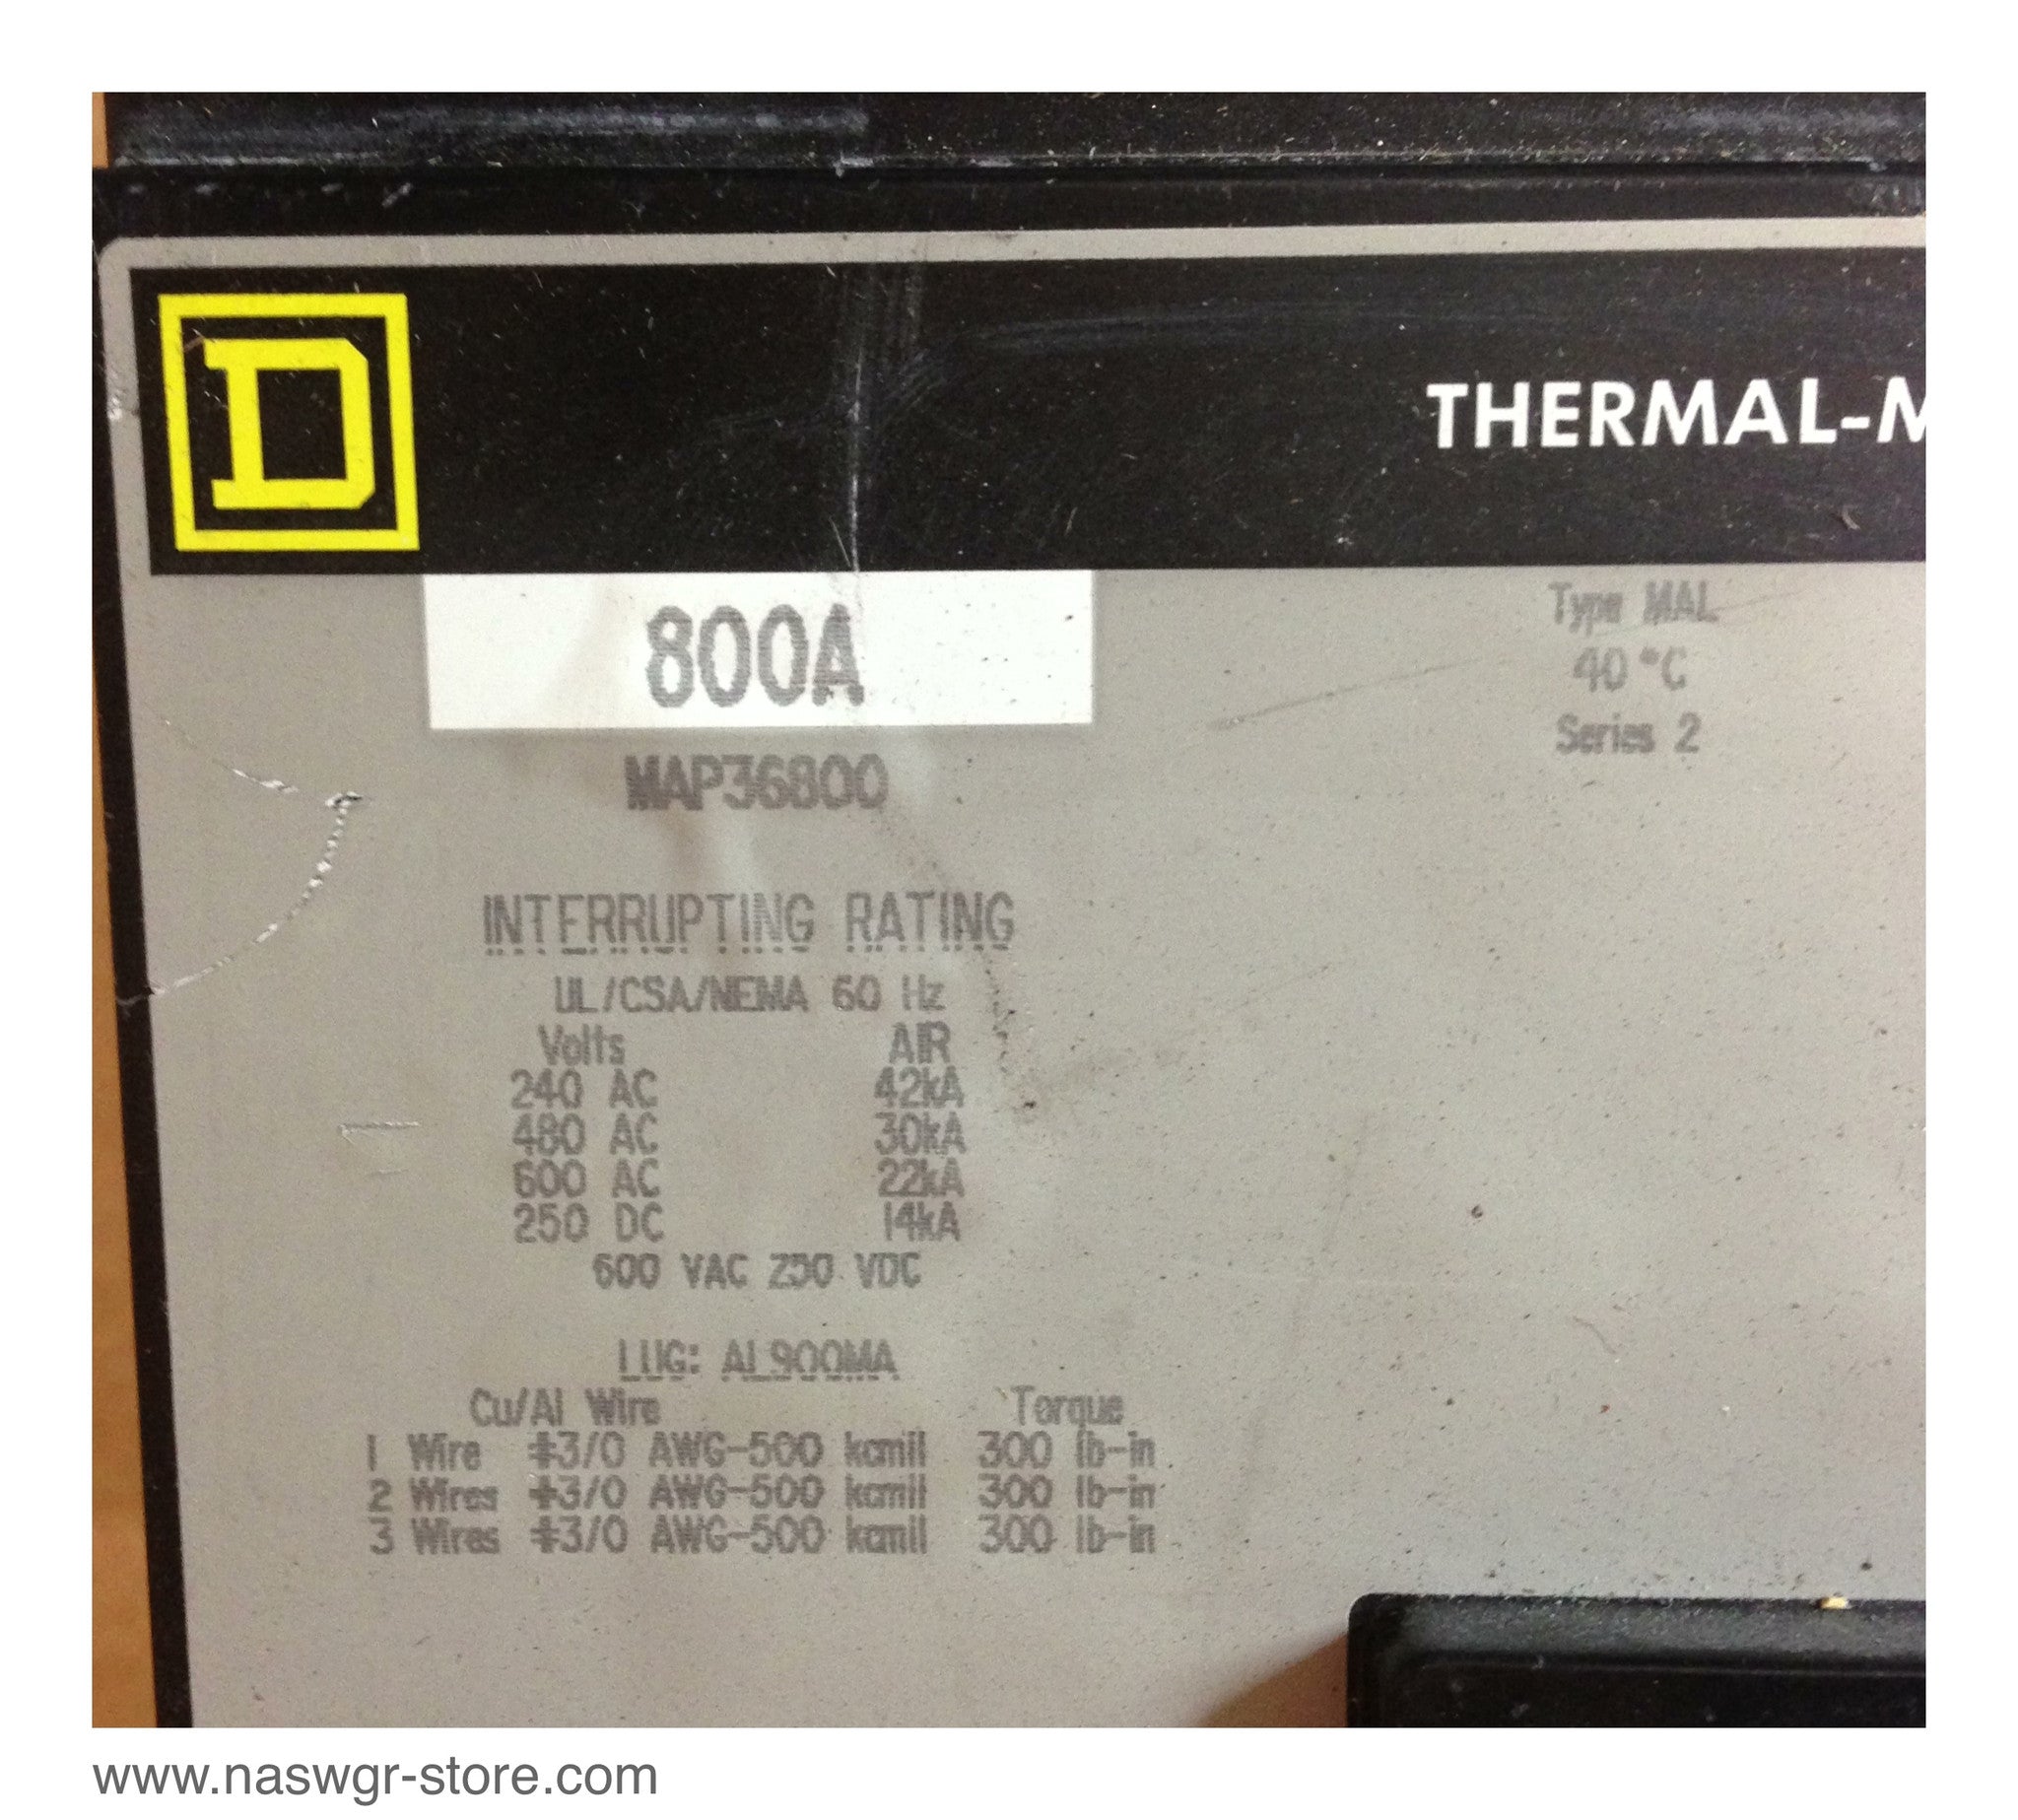 D
THERMAL-M
800A
Type MAL
40°C
Series 2
MAP36800
INTERRUPTING RATING
UL/CSA/NEMA 60 Hz
Volts AIR
240 AC 42kA
480 AC 30kA
600 AC 22kA
250 DC 14kA
600 VAC 250 VDC
LUG: AL900MA
Cu/Al Wire Torque
1 Wire #3/0 AWG-500 kcmil 300 lb-in
2 Wires #3/0 AWG-500 kcmil 300 lb-in
3 Wires #3/0 AWG-500 kcmil 300 lb-in
www.naswgr-store.com